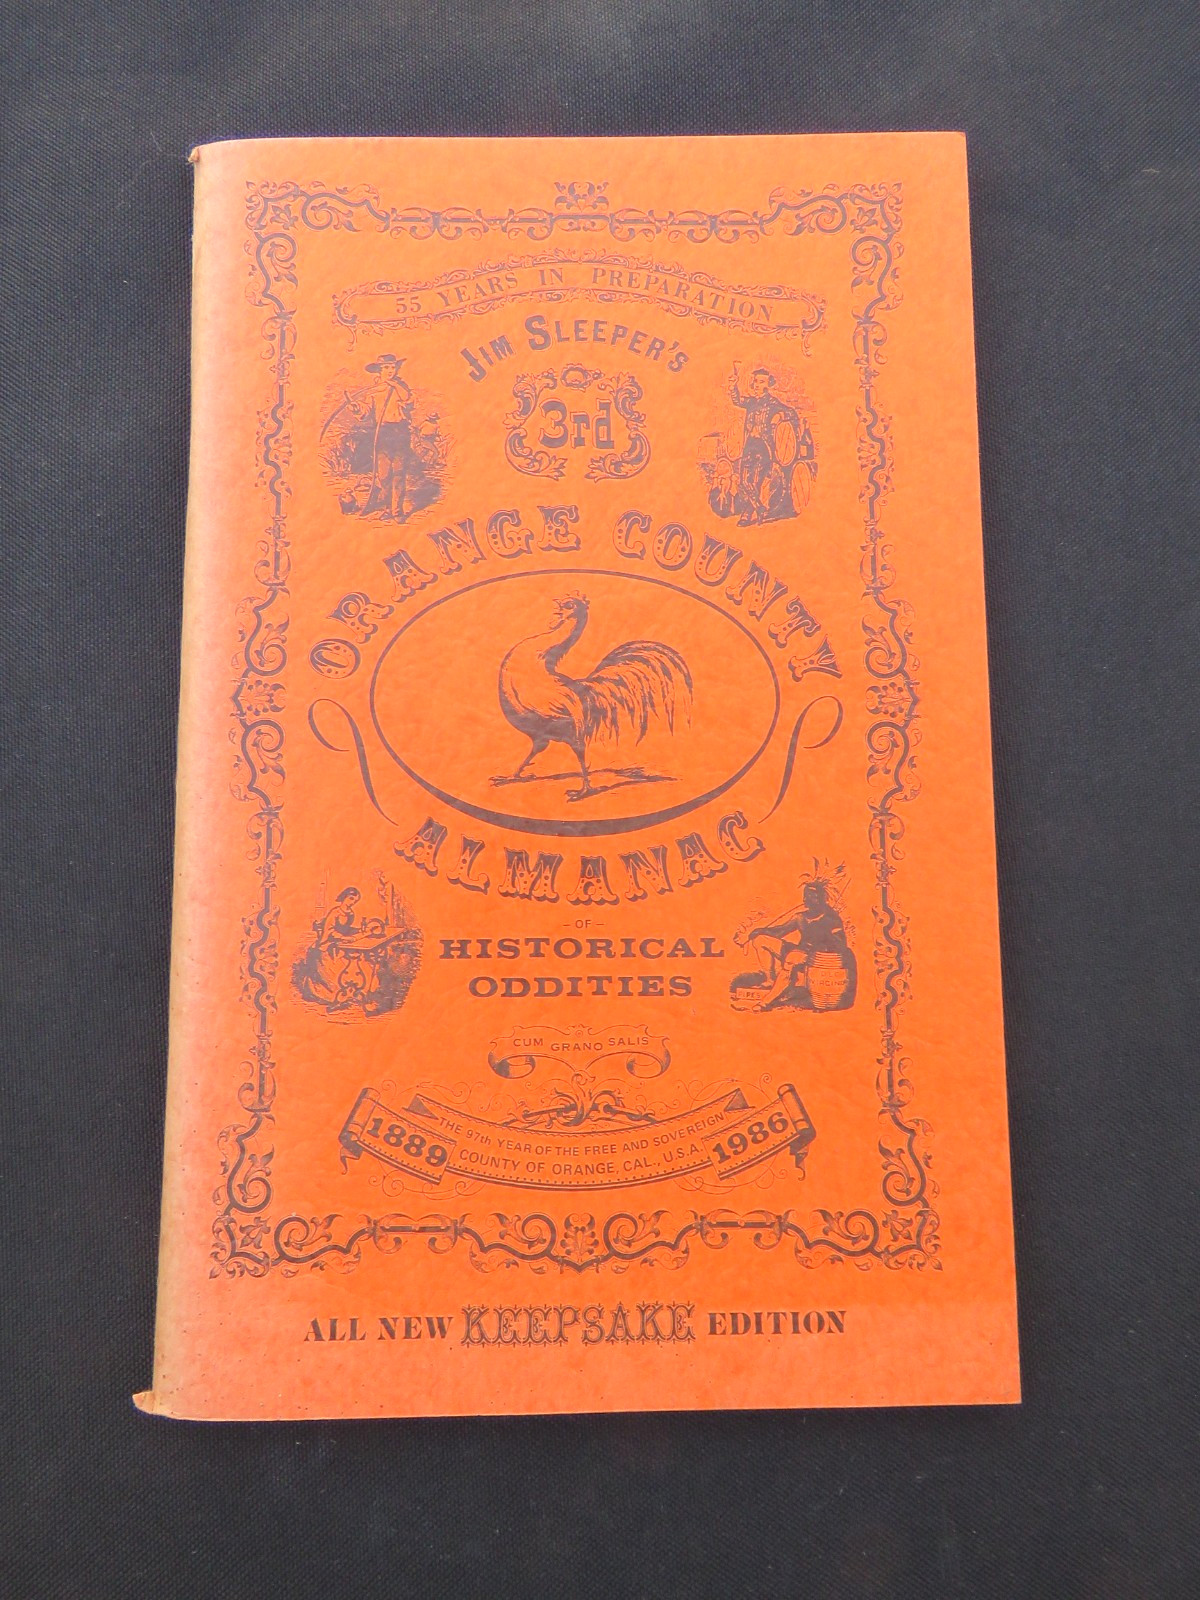 55 YEARS IN PREPARATION
JIM SLEEPER'S
3rd
ORANGE COUNTY
ALMANAC
- OF -
HISTORICAL
ODDITIES
CUM GRANO SALIS
1889 THE 97th YEAR OF THE FREE AND SOVEREIGN 1986
COUNTY OF ORANGE, CAL., U.S.A.
ALL NEW KEEPSAKE EDITION